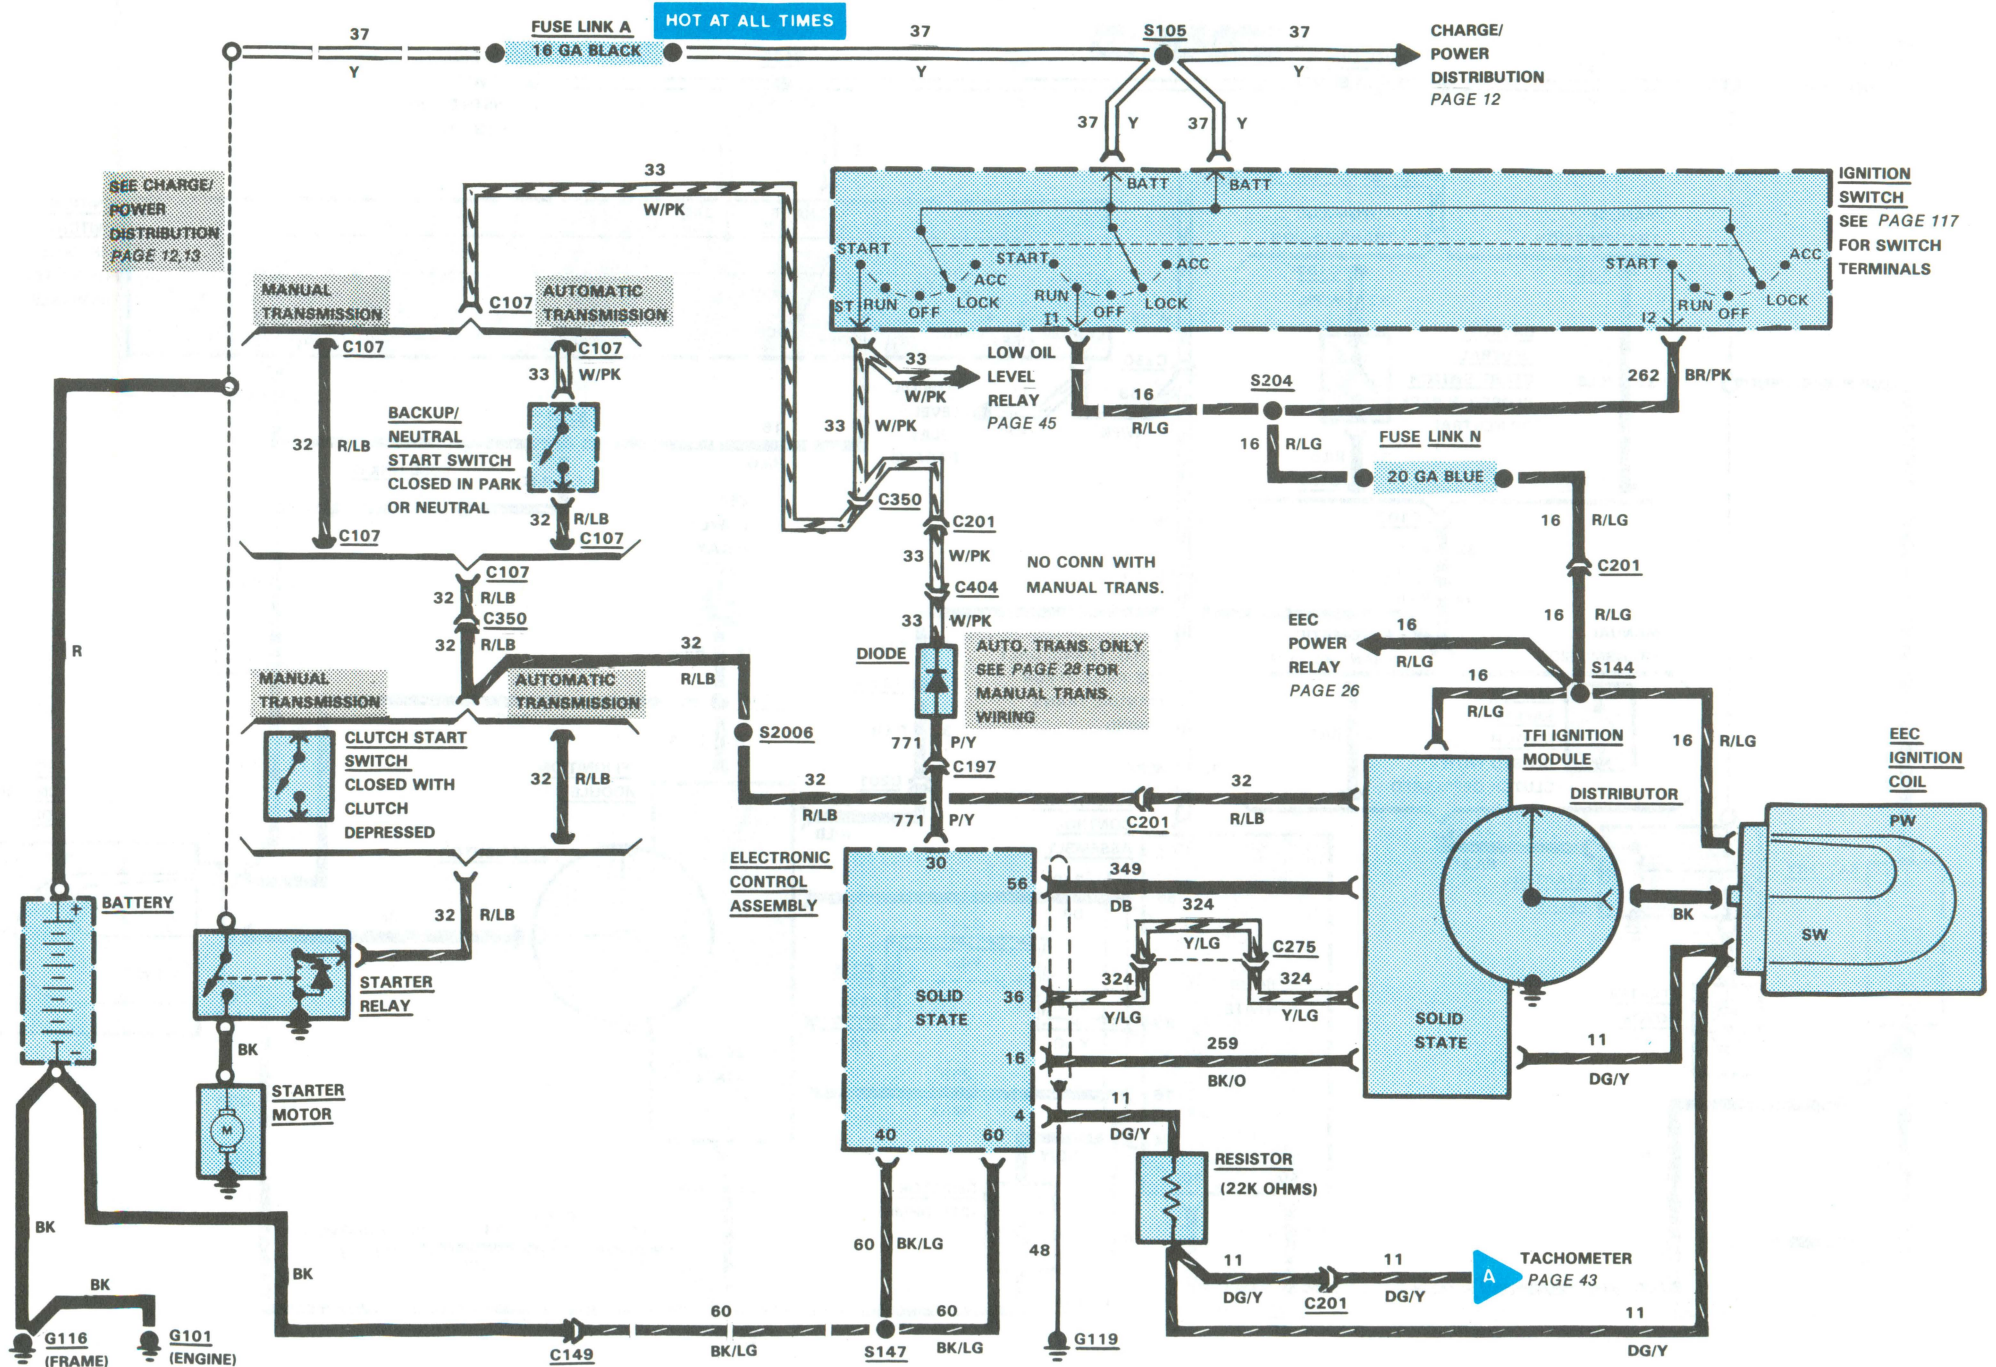 HOT AT ALL TIMES
37
FUSE LINK A
16 GA BLACK
Y
37
Y
S105
37
Y
CHARGE/
POWER
DISTRIBUTION
PAGE 12
37 Y
37 Y
SEE CHARGE/
POWER
DISTRIBUTION
PAGE 12,13
33
W/PK
BATT
BATT
IGNITION
SWITCH
SEE PAGE 117
FOR SWITCH
TERMINALS
START
ACC
LOCK
RUN
OFF
ST
START
ACC
RUN
LOCK
OFF
I1
START
ACC
RUN
LOCK
OFF
I2
MANUAL
TRANSMISSION
C107
AUTOMATIC
TRANSMISSION
C107
C107
33 W/PK
32 R/LB
BACKUP/
NEUTRAL
START SWITCH
CLOSED IN PARK
OR NEUTRAL
32 R/LB
C107
C107
33
W/PK
LOW OIL
LEVEL
RELAY
PAGE 45
33 W/PK
C350
16
R/LG
S204
262 BR/PK
16 R/LG
FUSE LINK N
20 GA BLUE
16 R/LG
C201
16 R/LG
C201
33 W/PK
C404
33 W/PK
NO CONN WITH
MANUAL TRANS.
C107
32 R/LB
C350
32 R/LB
32
R/LB
R
DIODE
AUTO. TRANS. ONLY
SEE PAGE 28 FOR
MANUAL TRANS.
WIRING
EEC
POWER
RELAY
PAGE 26
16
R/LG
S144
16
R/LG
16 R/LG
MANUAL
TRANSMISSION
AUTOMATIC
TRANSMISSION
CLUTCH START
SWITCH
CLOSED WITH
CLUTCH
DEPRESSED
32 R/LB
S2006
771 P/Y
C197
771 P/Y
32
R/LB
C201
32
R/LB
TFI IGNITION
MODULE
DISTRIBUTOR
EEC
IGNITION
COIL
PW
SW
BK
BATTERY
+
-
32 R/LB
STARTER
RELAY
BK
STARTER
MOTOR
M
ELECTRONIC
CONTROL
ASSEMBLY
30
56
36
16
4
40
60
SOLID
STATE
349
DB
324
Y/LG
C275
324
Y/LG
324
Y/LG
259
BK/O
SOLID
STATE
11
DG/Y
11
DG/Y
RESISTOR
(22K OHMS)
60 BK/LG
48
11
DG/Y
C201
11
DG/Y
A
TACHOMETER
PAGE 43
11
DG/Y
BK
BK
BK
G116
(FRAME)
G101
(ENGINE)
C149
60
BK/LG
S147
60
BK/LG
G119